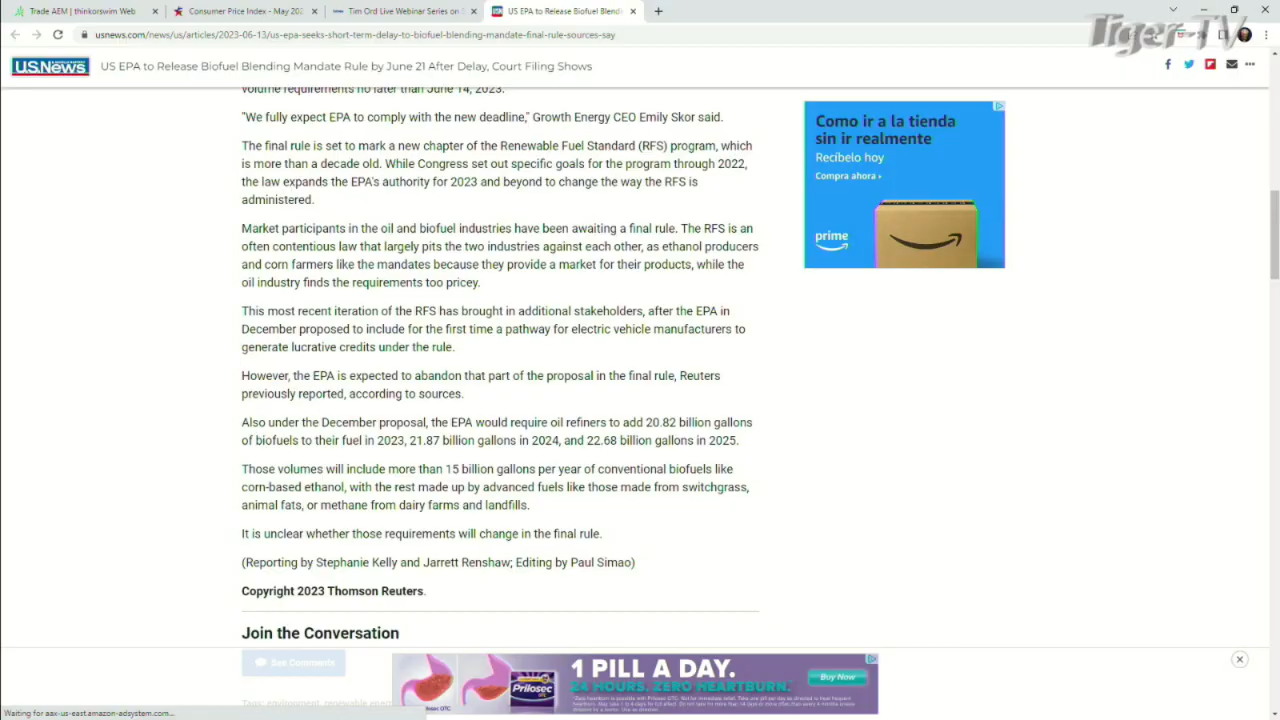 Trade AEM | thinkorswim Web
Consumer Price Index - May 202
Tim Ord Live Webinar Series on S
US EPA to Release Biofuel Blendin
usnews.com/news/us/articles/2023-06-13/us-epa-seeks-short-term-delay-to-biofuel-blending-mandate-final-rule-sources-say
Tiger-TV
U.S.News
US EPA to Release Biofuel Blending Mandate Rule by June 21 After Delay, Court Filing Shows
volume requirements no later than June 14, 2023.
"We fully expect EPA to comply with the new deadline," Growth Energy CEO Emily Skor said.
The final rule is set to mark a new chapter of the Renewable Fuel Standard (RFS) program, which
is more than a decade old. While Congress set out specific goals for the program through 2022,
the law expands the EPA's authority for 2023 and beyond to change the way the RFS is
administered.
Market participants in the oil and biofuel industries have been awaiting a final rule. The RFS is an
often contentious law that largely pits the two industries against each other, as ethanol producers
and corn farmers like the mandates because they provide a market for their products, while the
oil industry finds the requirements too pricey.
This most recent iteration of the RFS has brought in additional stakeholders, after the EPA in
December proposed to include for the first time a pathway for electric vehicle manufacturers to
generate lucrative credits under the rule.
However, the EPA is expected to abandon that part of the proposal in the final rule, Reuters
previously reported, according to sources.
Also under the December proposal, the EPA would require oil refiners to add 20.82 billion gallons
of biofuels to their fuel in 2023, 21.87 billion gallons in 2024, and 22.68 billion gallons in 2025.
Those volumes will include more than 15 billion gallons per year of conventional biofuels like
corn-based ethanol, with the rest made up by advanced fuels like those made from switchgrass,
animal fats, or methane from dairy farms and landfills.
It is unclear whether those requirements will change in the final rule.
(Reporting by Stephanie Kelly and Jarrett Renshaw; Editing by Paul Simao)
Copyright 2023 Thomson Reuters.
Join the Conversation
See Comments
Tags: environment, renewable
Como ir a la tienda
sin ir realmente
Recíbelo hoy
Compra ahora ›
prime
Prilosec
OTC
1 PILL A DAY.
24 HOURS. ZERO HEARTBURN.*
Buy Now
Waiting for aax-us-east.amazon-adsystem.com...